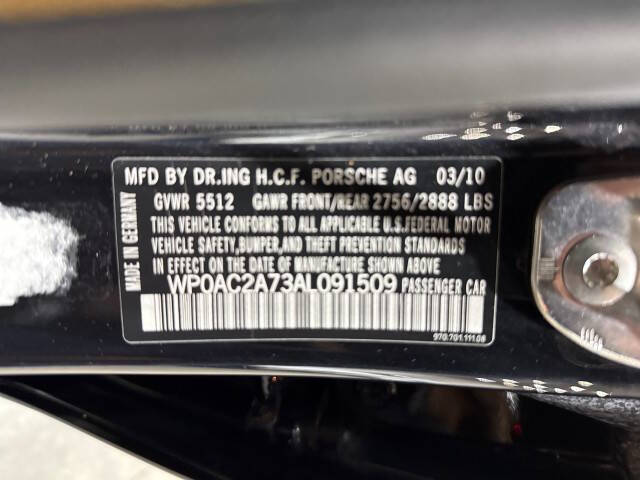 MFD BY DR.ING H.C.F. PORSCHE AG 03/10
GVWR 5512 GAWR FRONT/REAR 2756/2888 LBS
THIS VEHICLE CONFORMS TO ALL APPLICABLE U.S.FEDERAL MOTOR
VEHICLE SAFETY,BUMPER,AND THEFT PREVENTION STANDARDS
IN EFFECT ON THE DATE OF MANUFACTURE SHOWN ABOVE
WP0AC2A73AL091509 PASSENGER CAR
970.701.111.08
MADE IN GERMANY